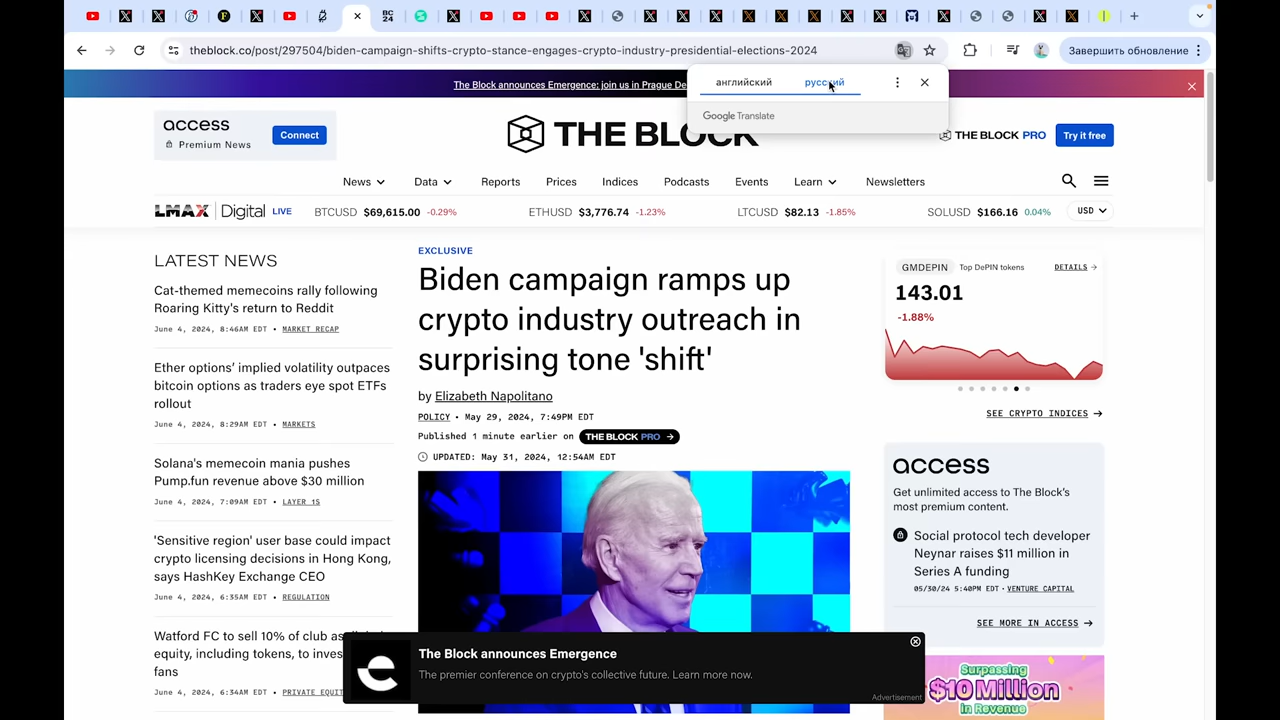 BC
24
theblock.co/post/297504/biden-campaign-shifts-crypto-stance-engages-crypto-industry-presidential-elections-2024
Завершить обновление
английский
русский
Google Translate
The Block announces Emergence: join us in Prague De
access
Premium News
Connect
THE BLOCK
THE BLOCK PRO
Try it free
News
Data
Reports
Prices
Indices
Podcasts
Events
Learn
Newsletters
LMAX Digital LIVE
BTCUSD $69,615.00 -0.29%
ETHUSD $3,776.74 -1.23%
LTCUSD $82.13 -1.85%
SOLUSD $166.16 0.04%
USD
LATEST NEWS
Cat-themed memecoins rally following
Roaring Kitty's return to Reddit
June 4, 2024, 8:46AM EDT • MARKET RECAP
Ether options' implied volatility outpaces
bitcoin options as traders eye spot ETFs
rollout
June 4, 2024, 8:29AM EDT • MARKETS
Solana's memecoin mania pushes
Pump.fun revenue above $30 million
June 4, 2024, 7:09AM EDT • LAYER 1S
'Sensitive region' user base could impact
crypto licensing decisions in Hong Kong,
says HashKey Exchange CEO
June 4, 2024, 6:35AM EDT • REGULATION
Watford FC to sell 10% of club as
equity, including tokens, to
fans
June 4, 2024, 6:34AM EDT • PRIVATE
EXCLUSIVE
Biden campaign ramps up
crypto industry outreach in
surprising tone 'shift'
by Elizabeth Napolitano
POLICY • May 29, 2024, 7:49PM EDT
Published 1 minute earlier on THE BLOCK PRO
UPDATED: May 31, 2024, 12:54AM EDT
GMDEPIN Top DePIN tokens DETAILS
143.01
-1.88%
SEE CRYPTO INDICES
access
Get unlimited access to The Block's
most premium content.
Social protocol tech developer
Neynar raises $11 million in
Series A funding
05/30/24 5:40PM EDT • VENTURE CAPITAL
SEE MORE IN ACCESS
Surpassing
$10 Million
in Revenue
The Block announces Emergence
The premier conference on crypto's collective future. Learn more now.
Advertisement